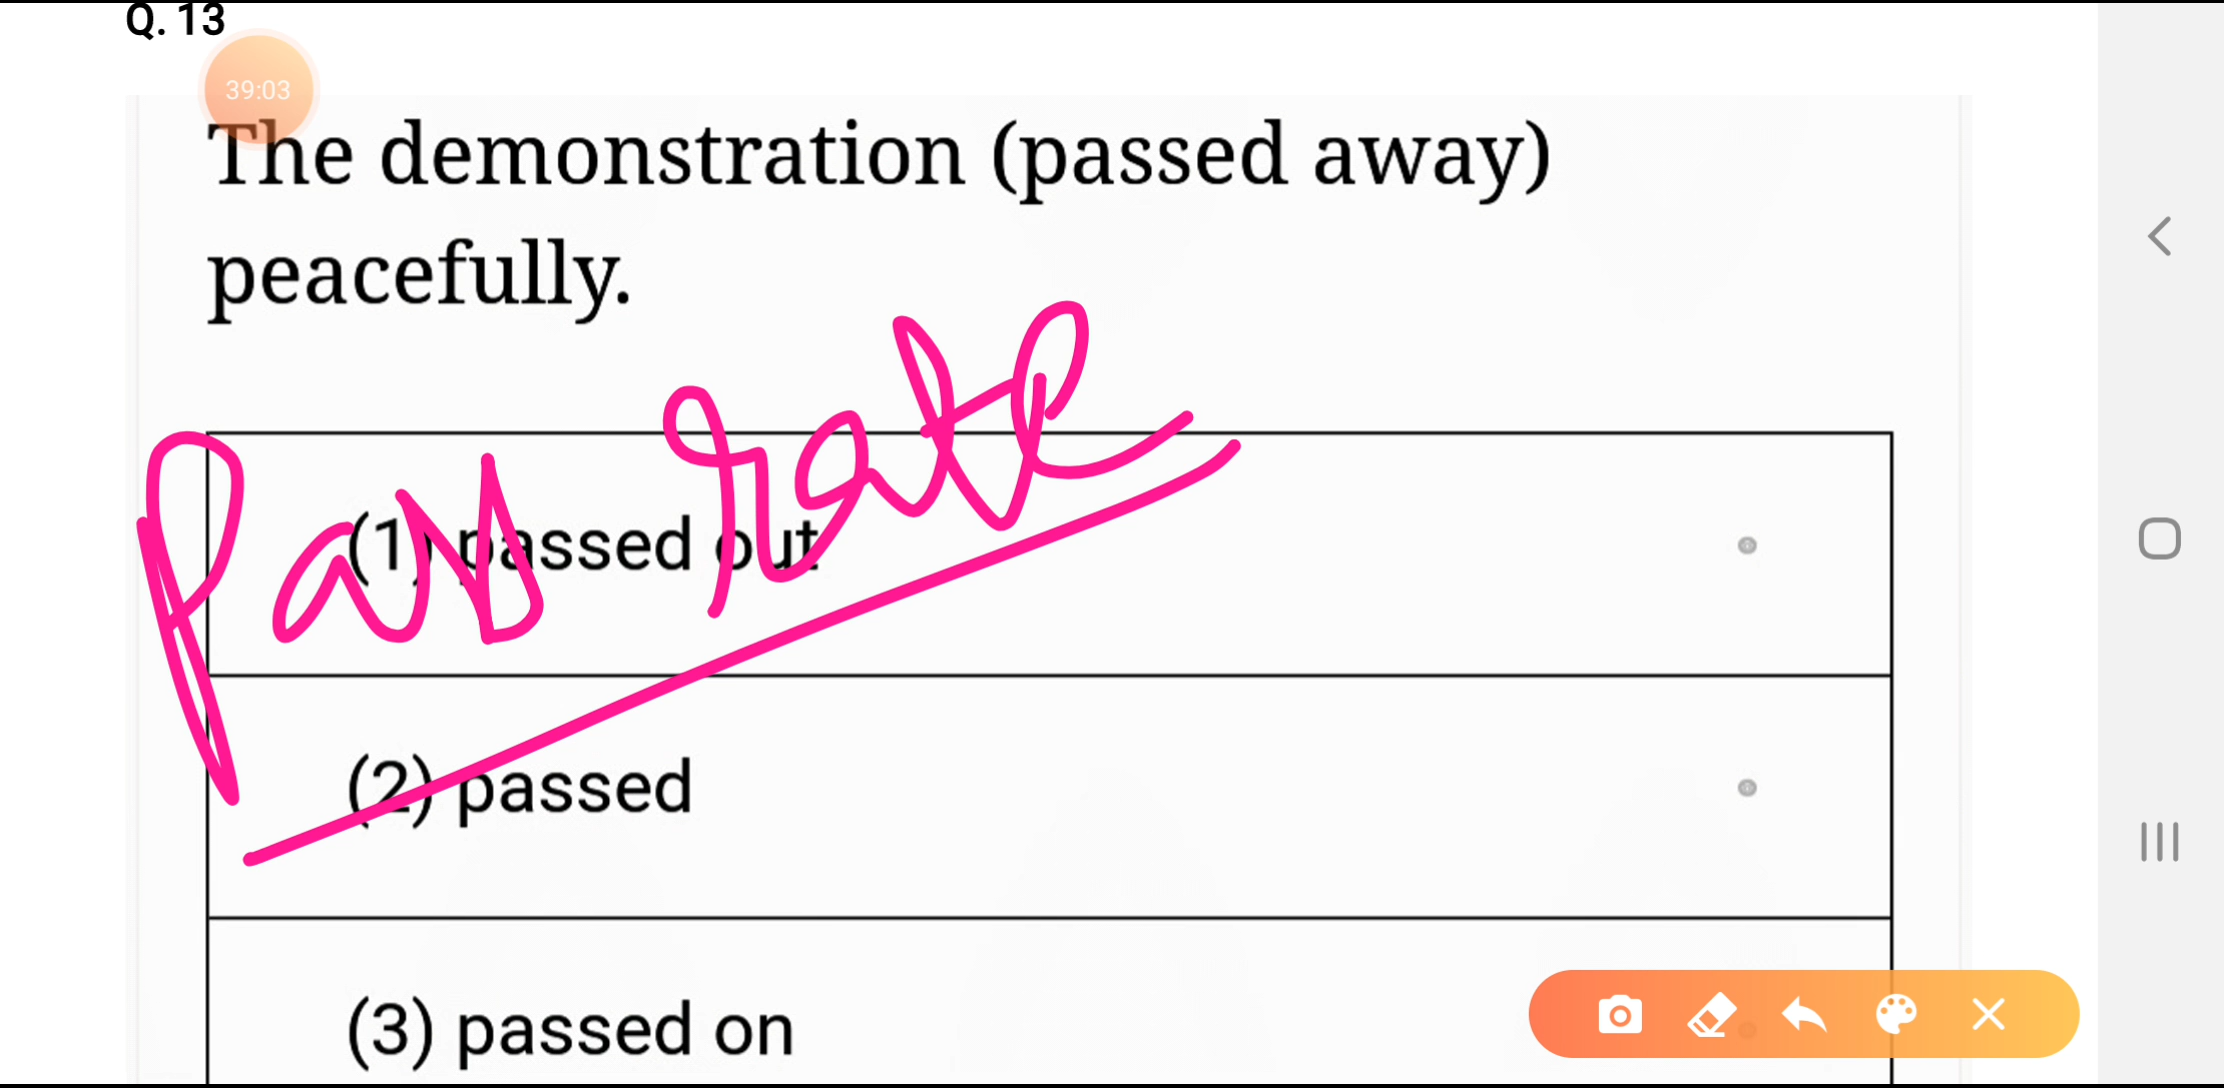 Q. 13
39:03
The demonstration (passed away)
peacefully.
Pass rate
(1) passed out
(2) passed
(3) passed on